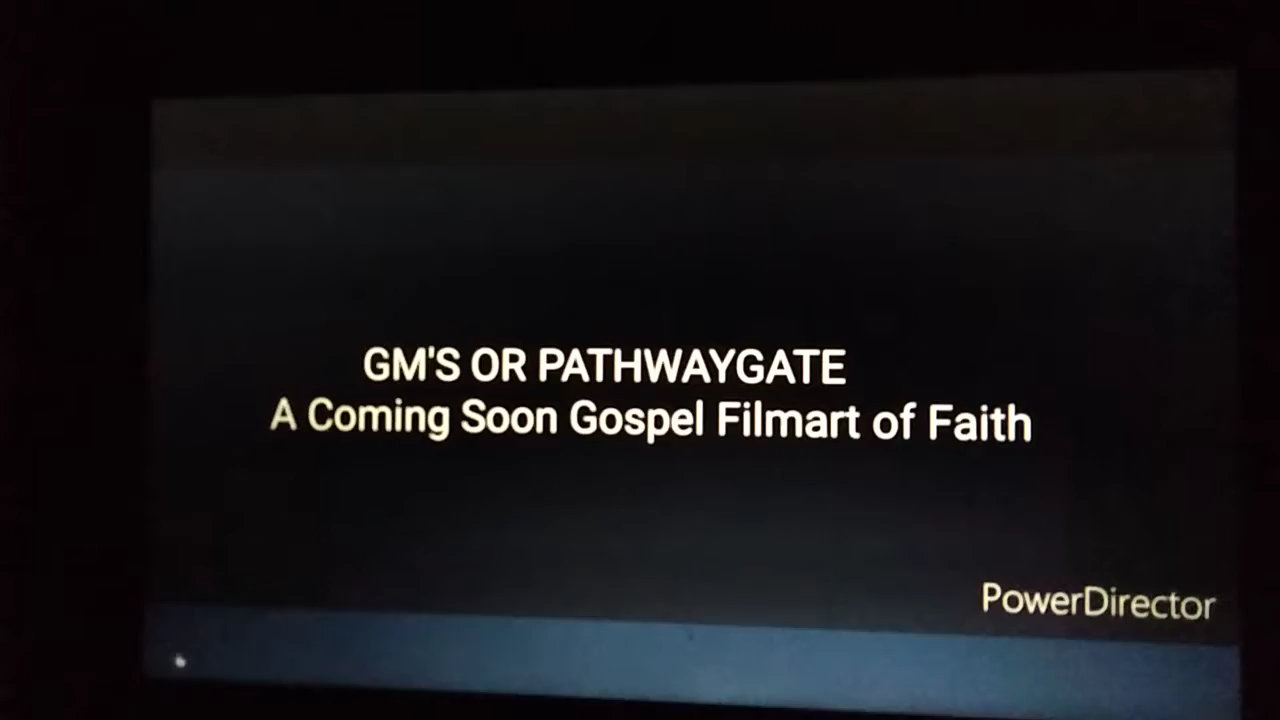 GM'S OR PATHWAYGATE
A Coming Soon Gospel Filmart of Faith
PowerDirector